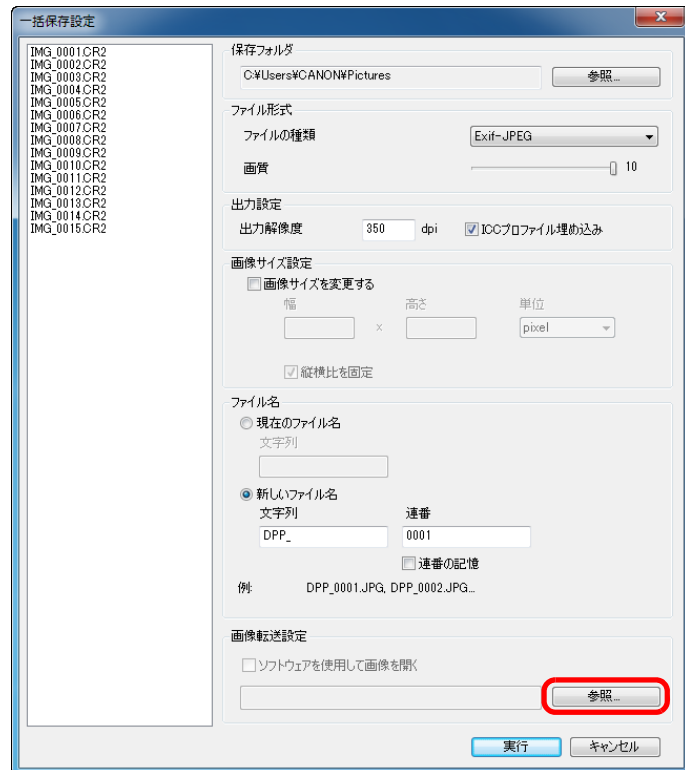 一括保存設定
IMG_0001.CR2
IMG_0002.CR2
IMG_0003.CR2
IMG_0004.CR2
IMG_0005.CR2
IMG_0006.CR2
IMG_0007.CR2
IMG_0008.CR2
IMG_0009.CR2
IMG_0010.CR2
IMG_0011.CR2
IMG_0012.CR2
IMG_0013.CR2
IMG_0014.CR2
IMG_0015.CR2
保存フォルダ
C:¥Users¥CANON¥Pictures 参照...
ファイル形式
ファイルの種類 Exif-JPEG
画質 10
出力設定
出力解像度 350 dpi ICCプロファイル埋め込み
画像サイズ設定
画像サイズを変更する
幅 高さ 単位
x pixel
縦横比を固定
ファイル名
現在のファイル名
文字列
新しいファイル名
文字列 連番
DPP_ 0001
連番の記憶
例: DPP_0001.JPG, DPP_0002.JPG...
画像転送設定
ソフトウェアを使用して画像を開く
参照...
実行 キャンセル